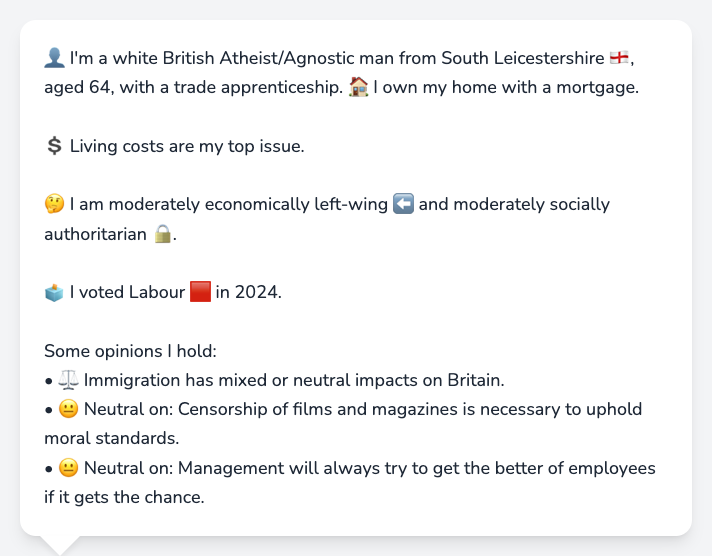 👤 I'm a white British Atheist/Agnostic man from South Leicestershire 🏴󠁧󠁢󠁥󠁮󠁧󠁿,
aged 64, with a trade apprenticeship. 🏠 I own my home with a mortgage.
💲 Living costs are my top issue.
🤔 I am moderately economically left-wing ⬅️ and moderately socially
authoritarian 🔒.
🗳️ I voted Labour 🟥 in 2024.
Some opinions I hold:
• ⚖️ Immigration has mixed or neutral impacts on Britain.
• 😐 Neutral on: Censorship of films and magazines is necessary to uphold
moral standards.
• 😐 Neutral on: Management will always try to get the better of employees
if it gets the chance.